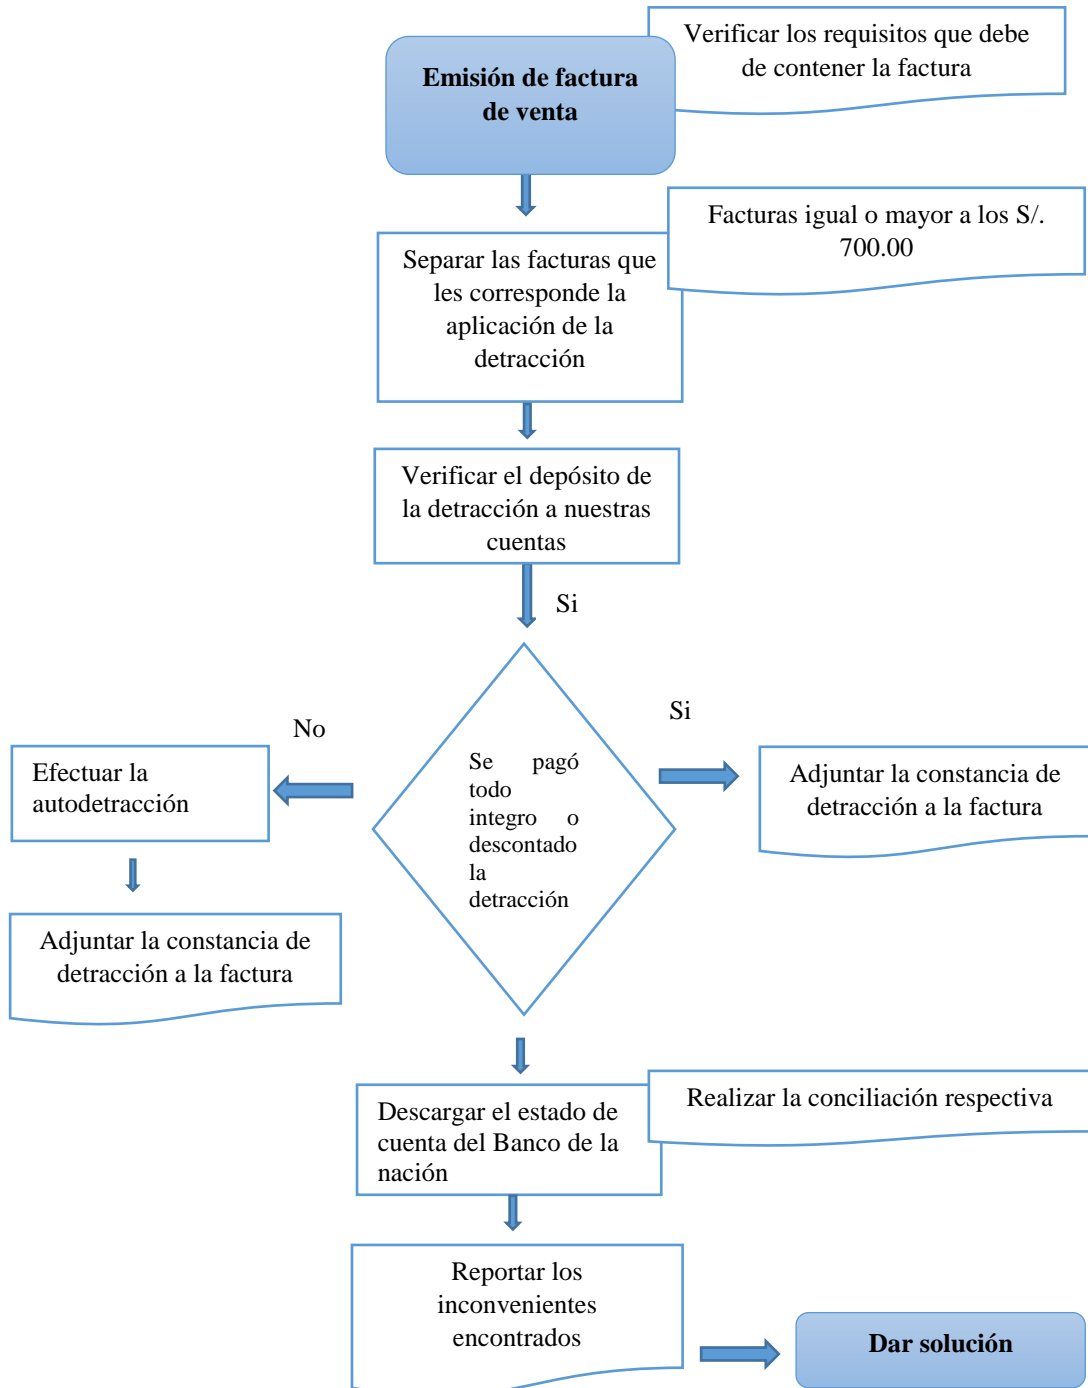 Verificar los requisitos que debe
de contener la factura
Emisión de factura
de venta
Facturas igual o mayor a los S/.
700.00
Separar las facturas que
les corresponde la
aplicación de la
detracción
Verificar el depósito de
la detracción a nuestras
cuentas
Si
No
Si
Se pagó
todo
integro o
descontado
la
detracción
Efectuar la
autodetracción
Adjuntar la constancia de
detracción a la factura
Adjuntar la constancia de
detracción a la factura
Descargar el estado de
cuenta del Banco de la
nación
Realizar la conciliación respectiva
Reportar los
inconvenientes
encontrados
Dar solución